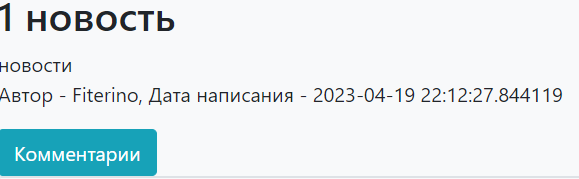 1 новость
новости
Автор - Fiterino, Дата написания - 2023-04-19 22:12:27.844119
Комментарии